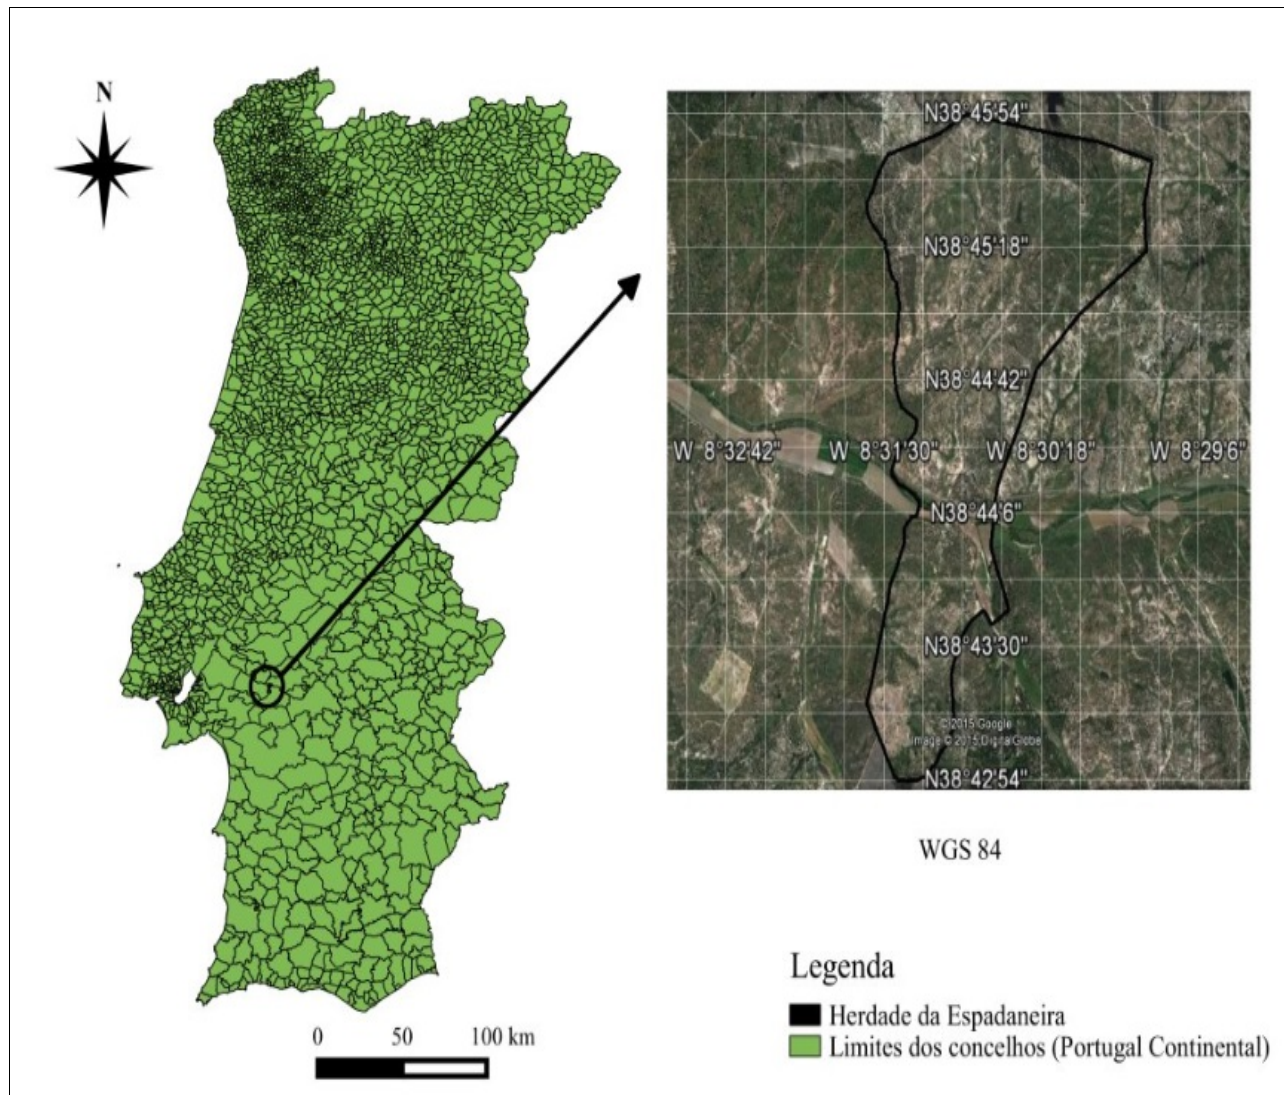 N
N38°45'54"
N38°45'18"
N38°44'42"
W 8°32'42" W 8°31'30" W 8°30'18" W 8°29'6"
N38°44'6"
N38°43'30"
© 2015 Google
Image © 2015 DigitalGlobe
N38°42'54"
WGS 84
Legenda
Herdade da Espadaneira
Limites dos concelhos (Portugal Continental)
0 50 100 km